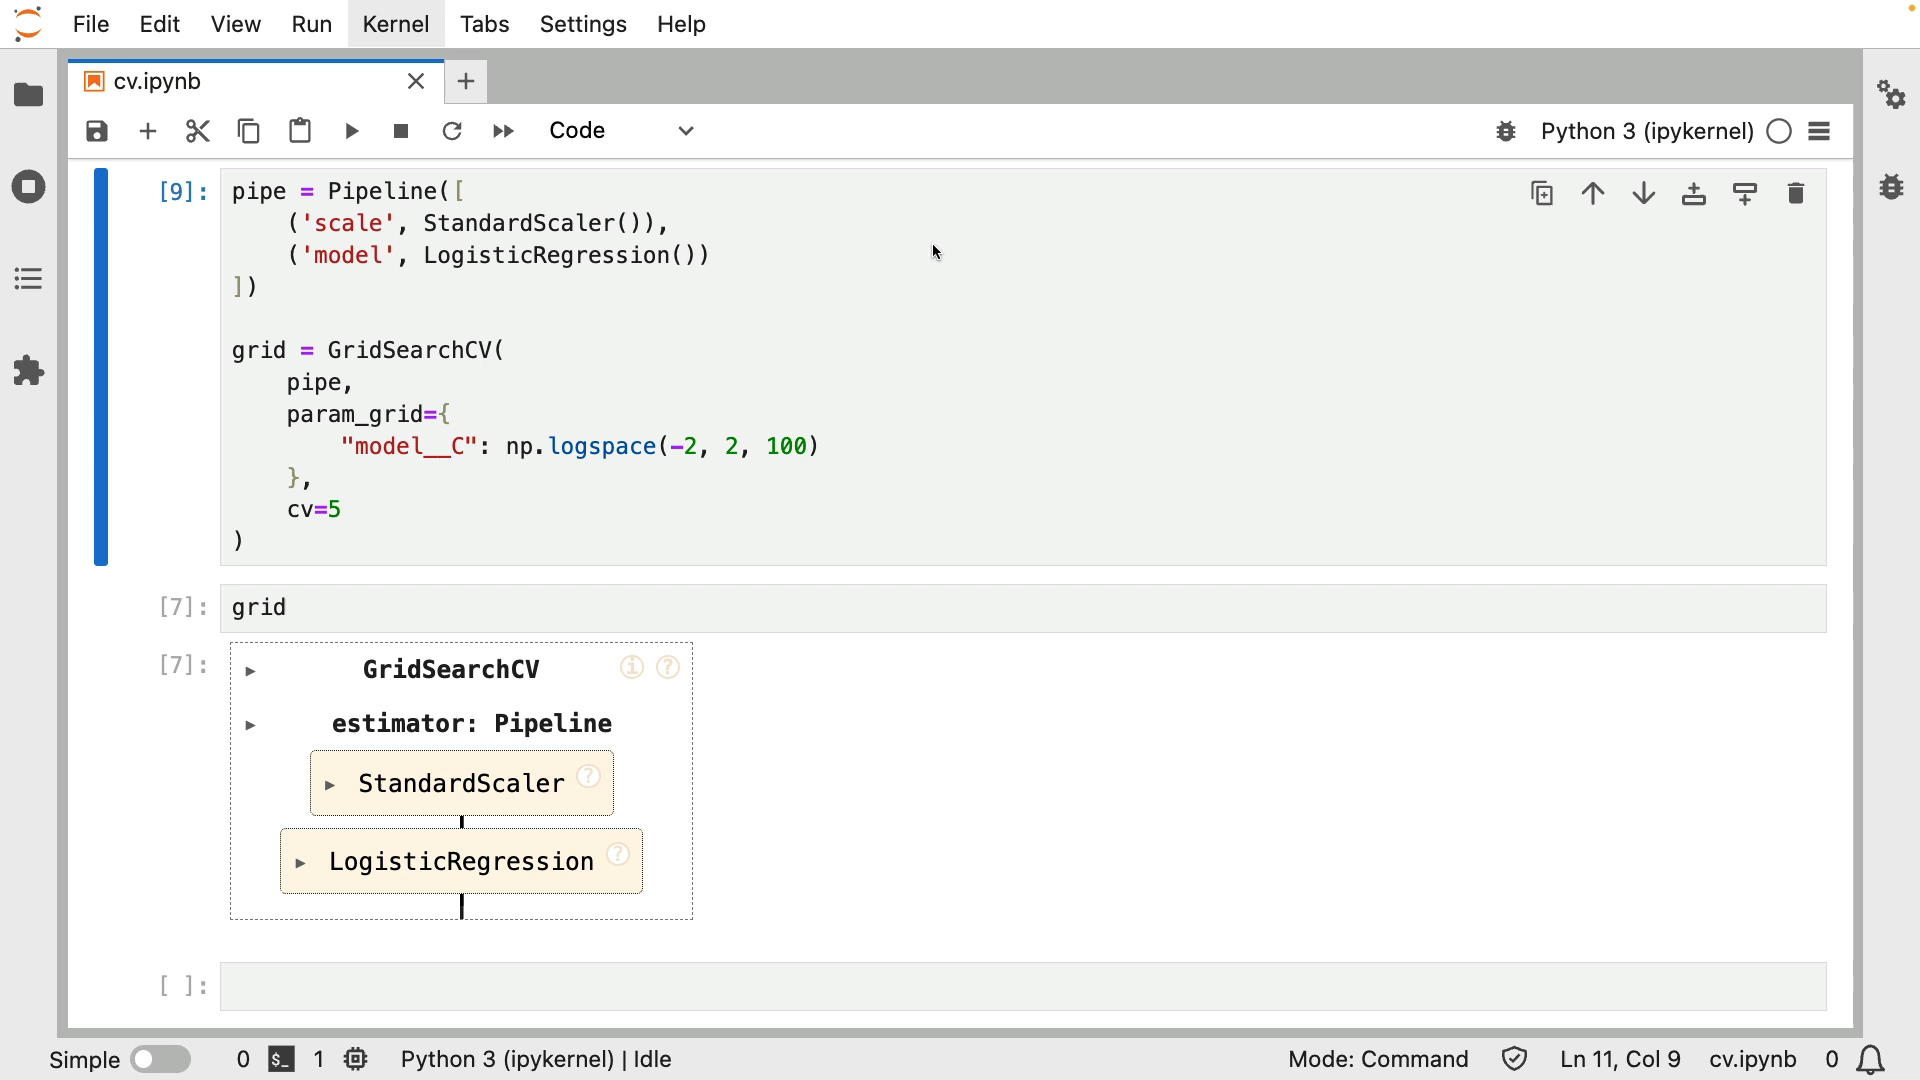 File Edit View Run Kernel Tabs Settings Help
cv.ipynb
Code
Python 3 (ipykernel)
[9]:
pipe = Pipeline([
    ('scale', StandardScaler()),
    ('model', LogisticRegression())
])
grid = GridSearchCV(
    pipe,
    param_grid={
        "model__C": np.logspace(-2, 2, 100)
    },
    cv=5
)
[7]: grid
[7]:
GridSearchCV i ?
estimator: Pipeline
StandardScaler ?
LogisticRegression ?
[ ]:
Simple 0 $_ 1 Python 3 (ipykernel) | Idle Mode: Command Ln 11, Col 9 cv.ipynb 0